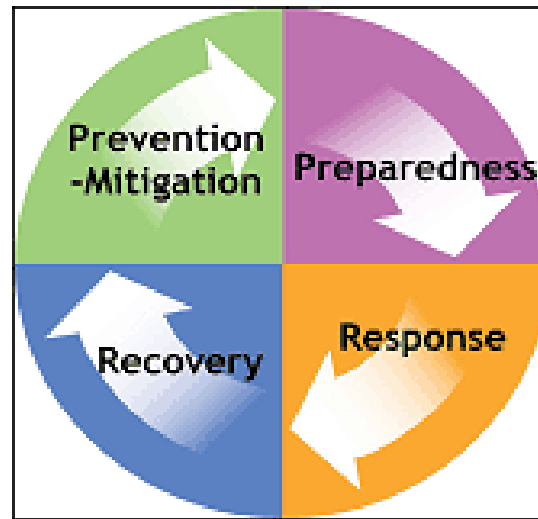 Prevention
-Mitigation
Preparedness
Response
Recovery